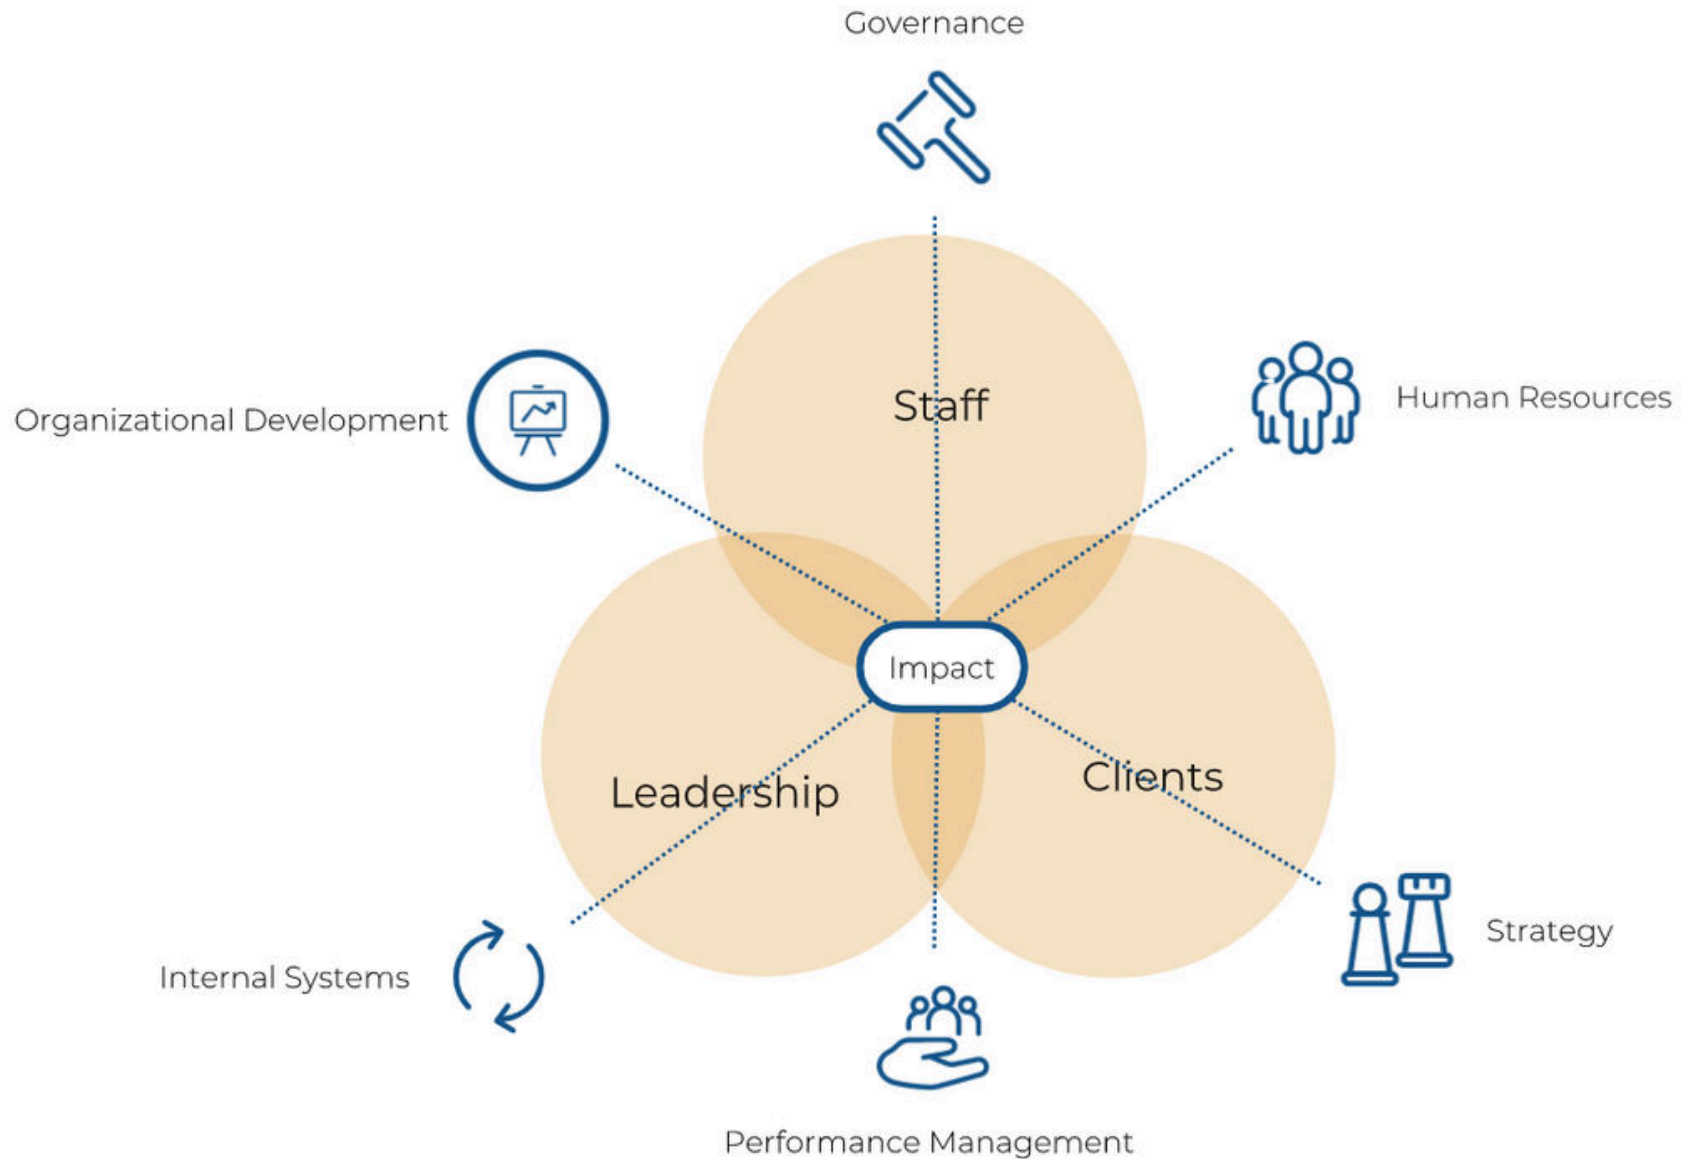 Governance
Organizational Development
Staff
Human Resources
Impact
Leadership
Clients
Internal Systems
Strategy
Performance Management